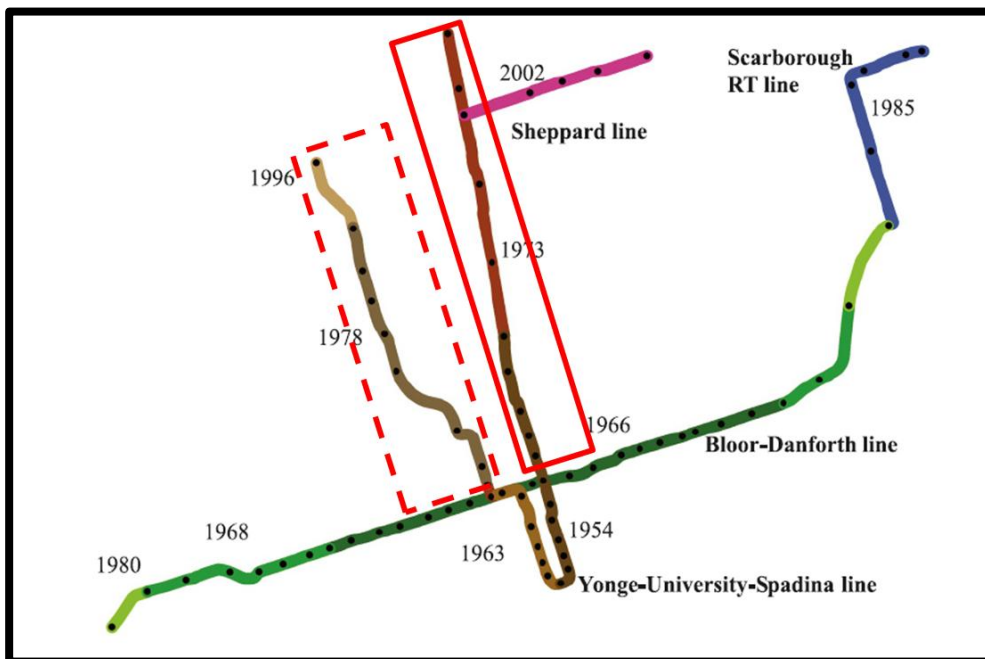 2002
Scarborough
RT line
1985
Sheppard line
1996
1973
1978
1966
Bloor-Danforth line
1968
1963
1954
1980
Yonge-University-Spadina line